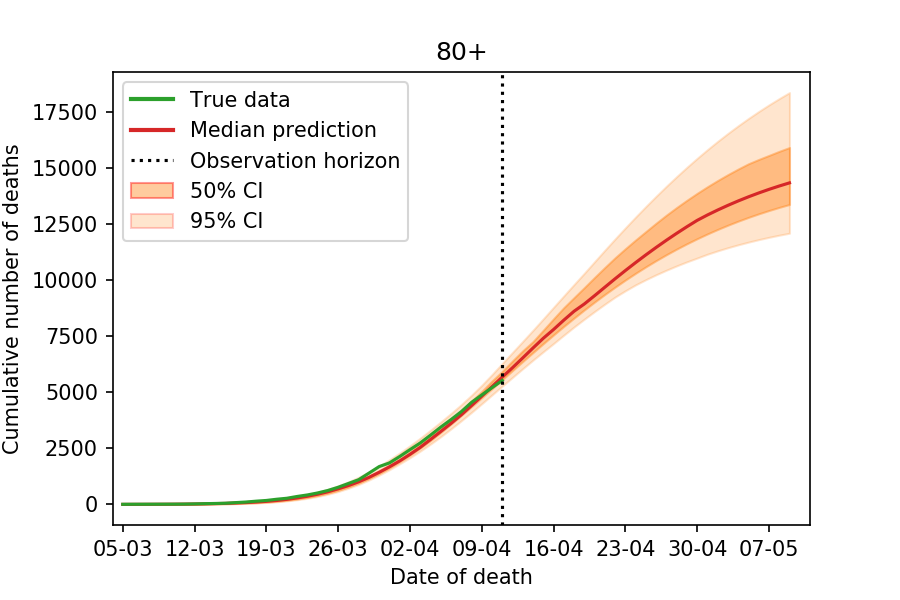 80+
True data
Median prediction
Observation horizon
50% CI
95% CI
Cumulative number of deaths
17500
15000
12500
10000
7500
5000
2500
0
05-03 12-03 19-03 26-03 02-04 09-04 16-04 23-04 30-04 07-05
Date of death